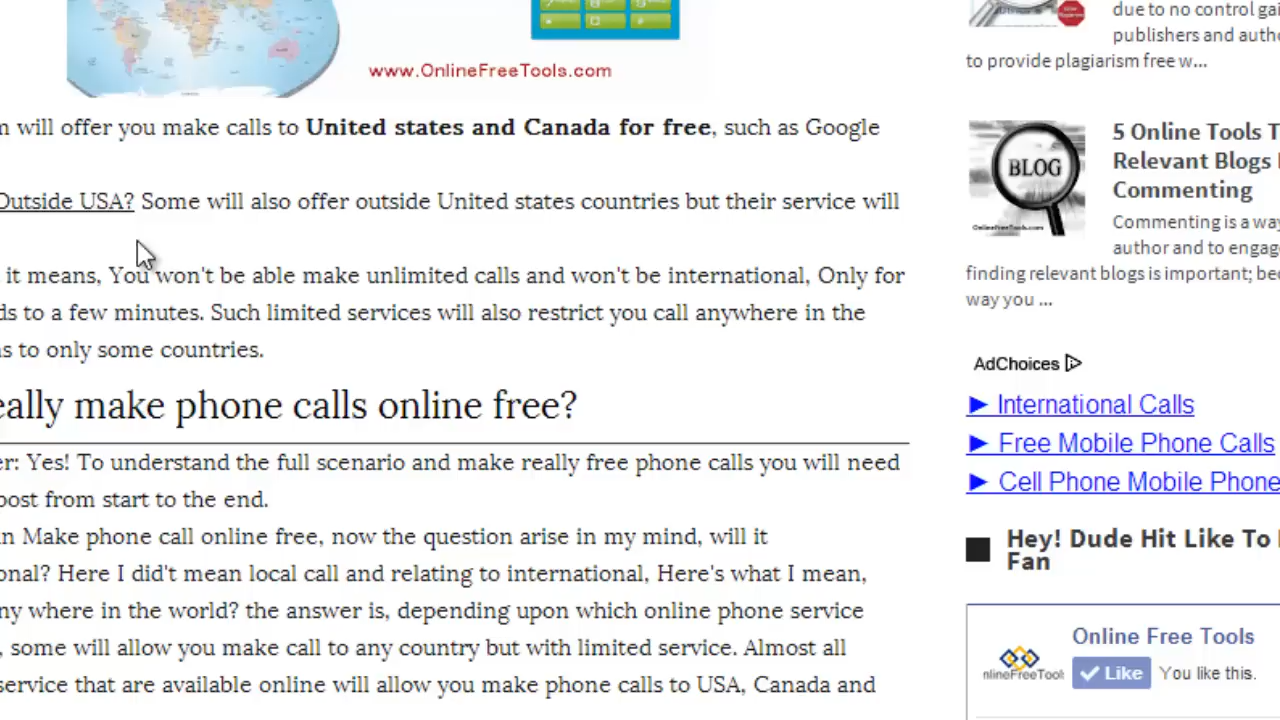 www.OnlineFreeTools.com
will offer you make calls to United states and Canada for free, such as Google
Outside USA? Some will also offer outside United states countries but their service will
it means, You won't be able make unlimited calls and won't be international, Only for
to a few minutes. Such limited services will also restrict you call anywhere in the
to only some countries.
make phone calls online free?
Yes! To understand the full scenario and make really free phone calls you will need
post from start to the end.
Make phone call online free, now the question arise in my mind, will it
Here I did't mean local call and relating to international, Here's what I mean,
where in the world? the answer is, depending upon which online phone service
, some will allow you make call to any country but with limited service. Almost all
service that are available online will allow you make phone calls to USA, Canada and
due to no control
publishers and
to provide plagiarism free w...
BLOG
OnlineFreeTools.com
5 Online Tools
Relevant Blogs
Commenting
Commenting is a
author and to
finding relevant blogs is important;
way you ...
AdChoices
► International Calls
► Free Mobile Phone Calls
► Cell Phone Mobile Phone
Hey! Dude Hit Like To
Fan
Online Free Tools
Like You like this.